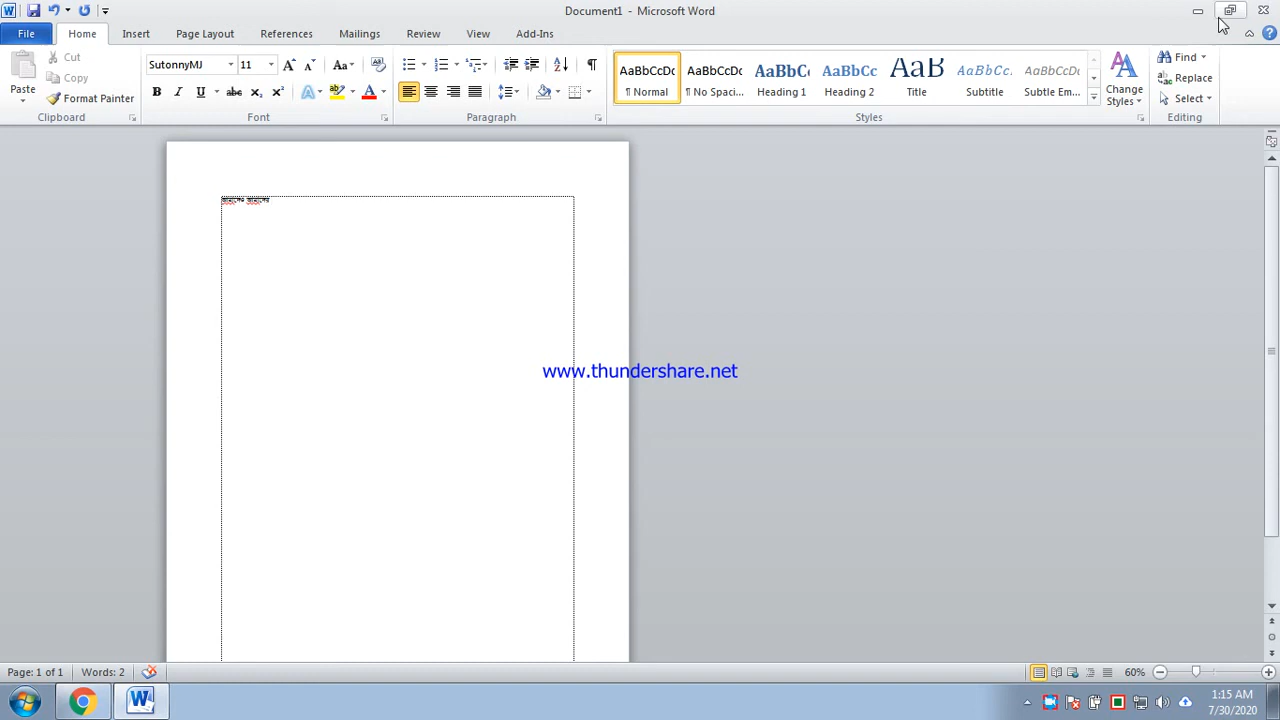 Document1 - Microsoft Word
File
Home
Insert
Page Layout
References
Mailings
Review
View
Add-Ins
Paste
Cut
Copy
Format Painter
Clipboard
SutonnyMJ
11
Font
Paragraph
AaBbCcDc
¶ Normal
AaBbCcDc
¶ No Spaci...
AaBbCc
Heading 1
AaBbCc
Heading 2
AaB
Title
AaBbCc.
Subtitle
AaBbCcDc
Subtle Em...
Change
Styles
Styles
Find
Replace
Select
Editing
www.thundershare.net
Page: 1 of 1
Words: 2
60%
1:15 AM
7/30/2020